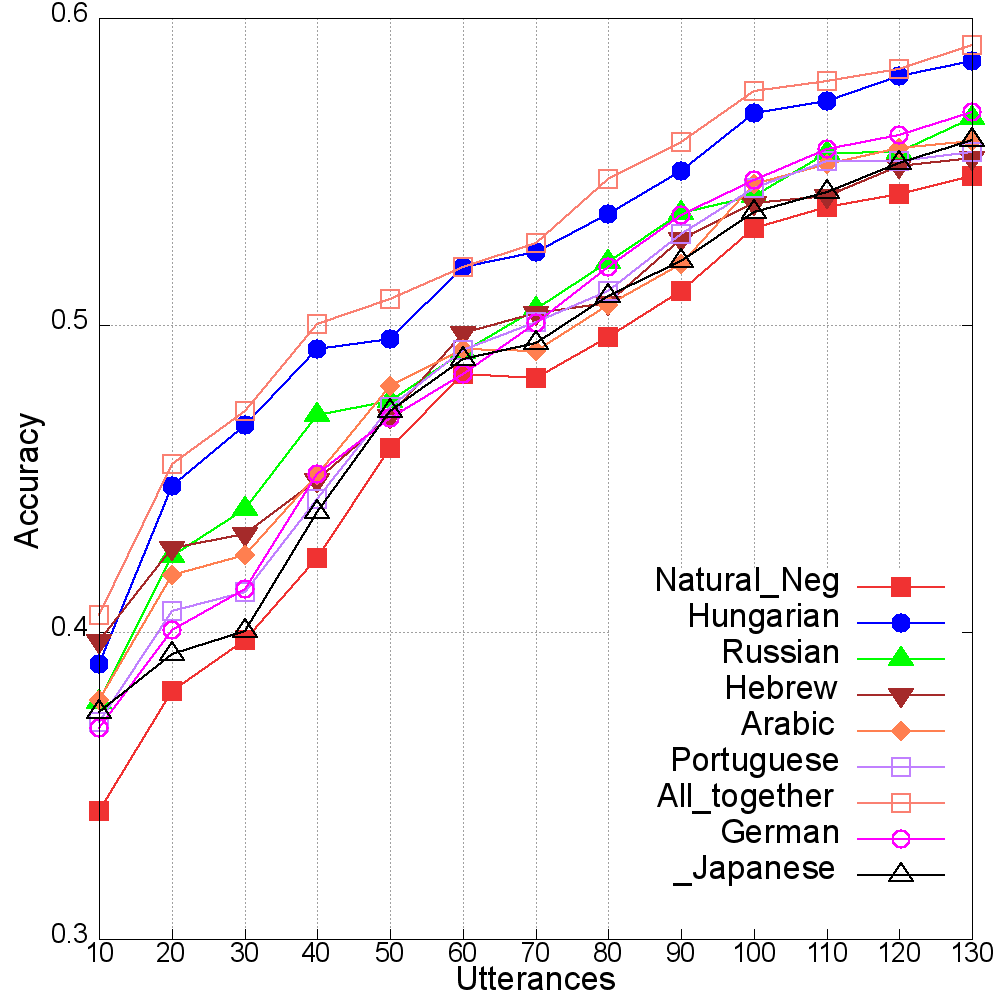 0.6
0.5
0.4
0.3
Accuracy
Natural_Neg
Hungarian
Russian
Hebrew
Arabic
Portuguese
All_together
German
_Japanese
10 20 30 40 50 60 70 80 90 100 110 120 130
Utterances